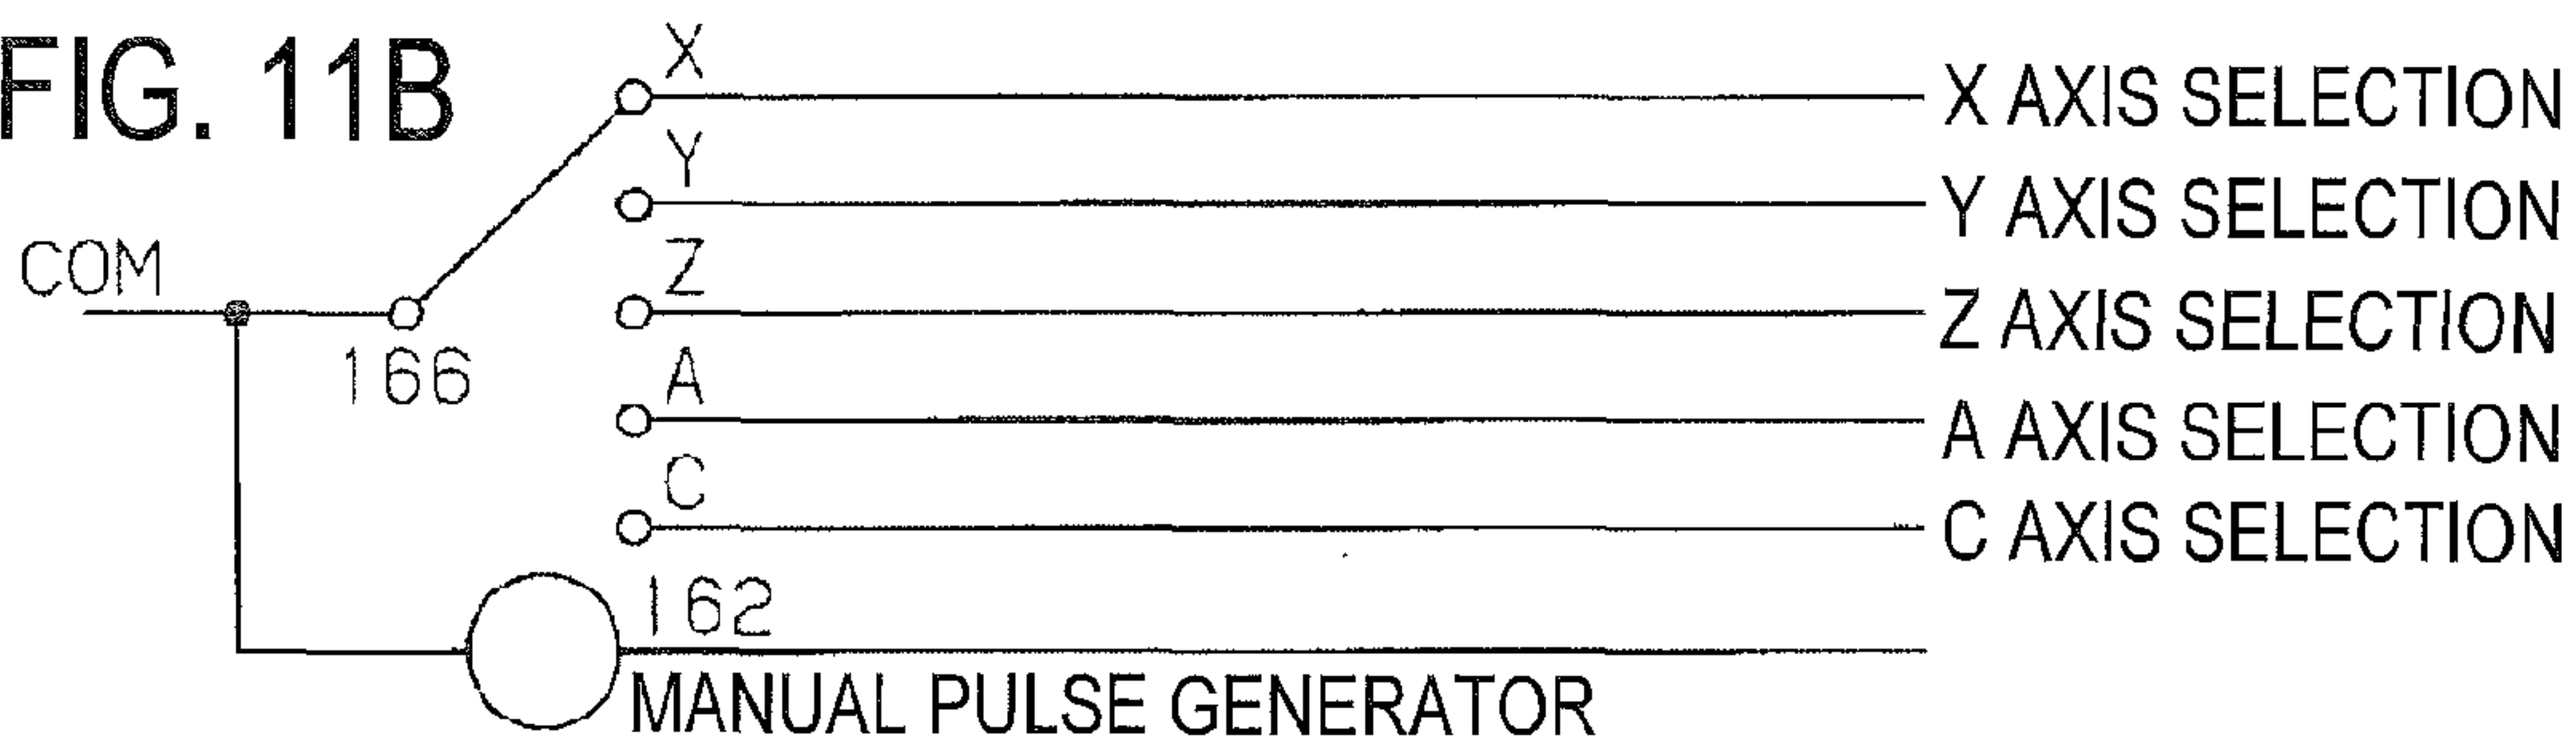 FIG. 11B
X
X AXIS SELECTION
Y
Y AXIS SELECTION
COM
Z
Z AXIS SELECTION
166
A
A AXIS SELECTION
C
C AXIS SELECTION
162
MANUAL PULSE GENERATOR